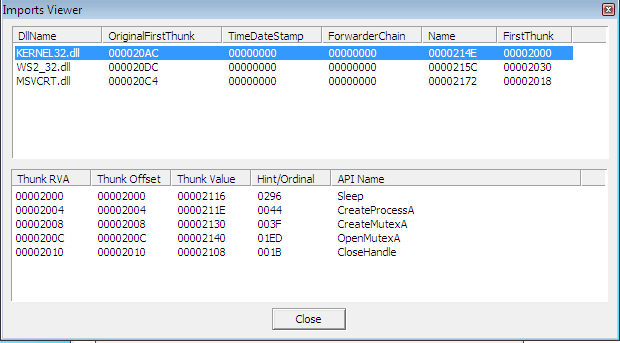 Imports Viewer
DllName OriginalFirstThunk TimeDateStamp ForwarderChain Name FirstThunk
KERNEL32.dll 000020AC 00000000 00000000 0000214E 00002000
WS2_32.dll 000020DC 00000000 00000000 0000215C 00002030
MSVCRT.dll 000020C4 00000000 00000000 00002172 00002018
Thunk RVA Thunk Offset Thunk Value Hint/Ordinal API Name
00002000 00002000 00002116 0296 Sleep
00002004 00002004 0000211E 0044 CreateProcessA
00002008 00002008 00002130 003F CreateMutexA
0000200C 0000200C 00002140 01ED OpenMutexA
00002010 00002010 00002108 001B CloseHandle
Close